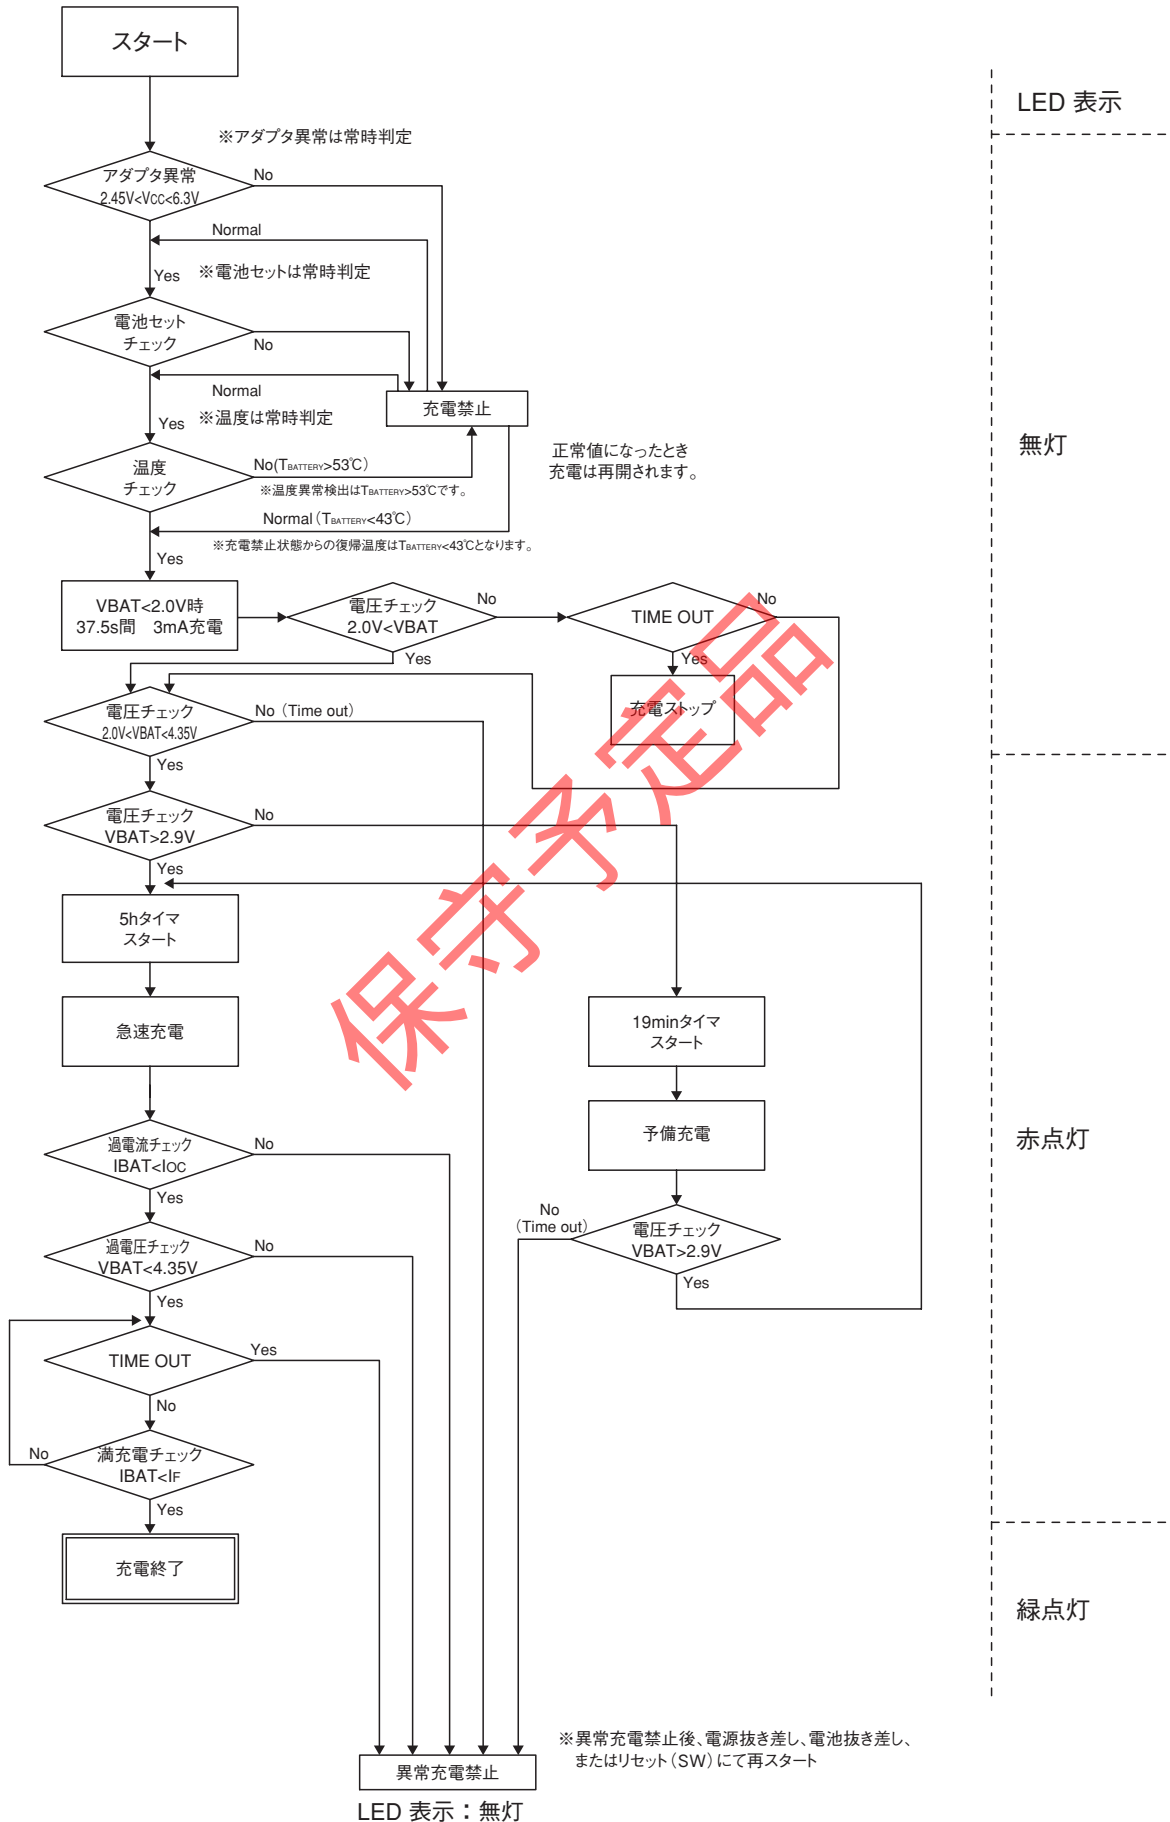 スタート
LED 表示
※アダプタ異常は常時判定
アダプタ異常
2.45V<VCC<6.3V
No
Normal
Yes
※電池セットは常時判定
電池セット
チェック
No
Normal
充電禁止
Yes
※温度は常時判定
無灯
正常値になったとき
充電は再開されます。
温度
チェック
No(TBATTERY>53℃)
※温度異常検出はTBATTERY>53℃です。
Normal(TBATTERY<43℃)
※充電禁止状態からの復帰温度はTBATTERY<43℃となります。
Yes
VBAT<2.0V時
37.5s間 3mA充電
電圧チェック
2.0V<VBAT
No
TIME OUT
No
Yes
Yes
充電ストップ
電圧チェック
2.0V<VBAT<4.35V
No (Time out)
Yes
電圧チェック
VBAT>2.9V
No
Yes
5hタイマ
スタート
急速充電
19minタイマ
スタート
予備充電
赤点灯
過電流チェック
IBAT<IOC
No
Yes
No
(Time out)
電圧チェック
VBAT>2.9V
Yes
過電圧チェック
VBAT<4.35V
No
Yes
TIME OUT
Yes
No
満充電チェック
IBAT<IF
No
Yes
充電終了
緑点灯
※異常充電禁止後、電源抜き差し、電池抜き差し、
またはリセット(SW)にて再スタート
異常充電禁止
LED 表示:無灯
保守予定品